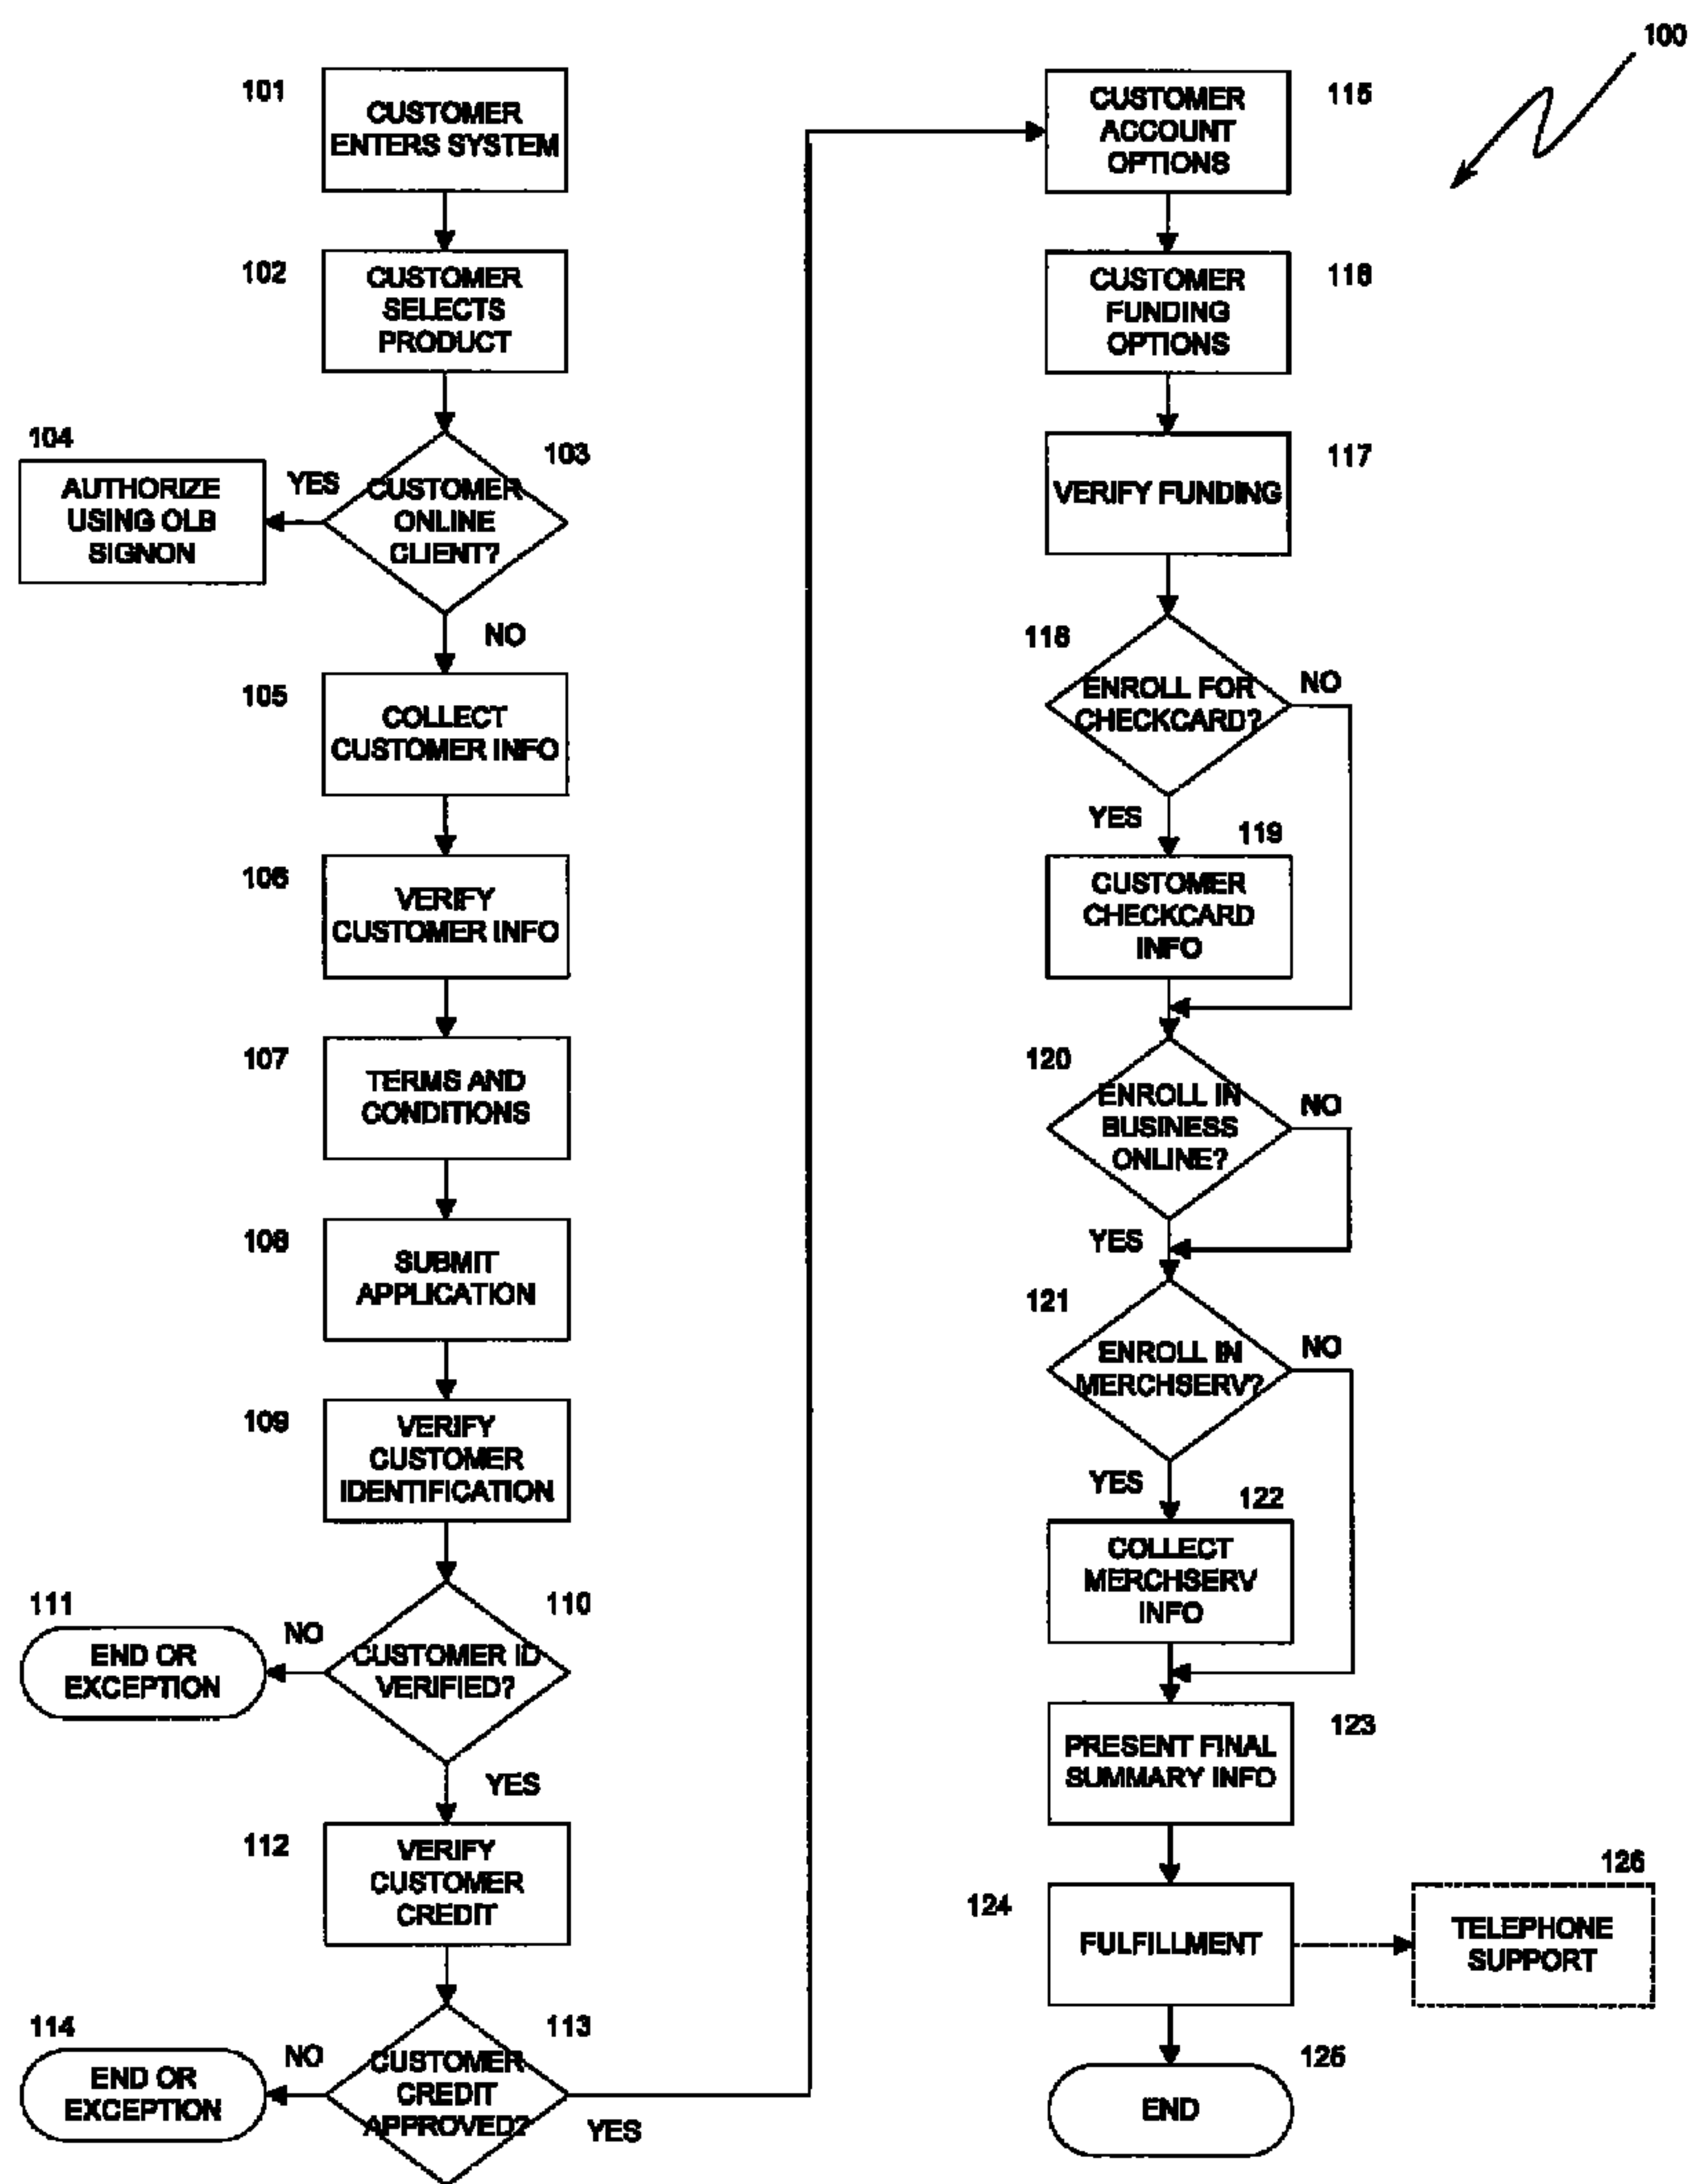 100
101
CUSTOMER
ENTERS SYSTEM
102
CUSTOMER
SELECTS
PRODUCT
103
CUSTOMER
ONLINE
CLIENT?
YES
104
AUTHORIZE
USING OLB
SIGNON
NO
105
COLLECT
CUSTOMER INFO
106
VERIFY
CUSTOMER INFO
107
TERMS AND
CONDITIONS
108
SUBMIT
APPLICATION
109
VERIFY
CUSTOMER
IDENTIFICATION
110
CUSTOMER ID
VERIFIED?
NO
111
END OR
EXCEPTION
YES
112
VERIFY
CUSTOMER
CREDIT
113
CUSTOMER
CREDIT
APPROVED?
NO
114
END OR
EXCEPTION
YES
115
CUSTOMER
ACCOUNT
OPTIONS
116
CUSTOMER
FUNDING
OPTIONS
117
VERIFY FUNDING
118
ENROLL FOR
CHECKCARD?
NO
YES
119
CUSTOMER
CHECKCARD
INFO
120
ENROLL IN
BUSINESS
ONLINE?
NO
YES
121
ENROLL IN
MERCHSERV?
NO
YES
122
COLLECT
MERCHSERV
INFO
123
PRESENT FINAL
SUMMARY INFO
124
FULFILLMENT
126
TELEPHONE
SUPPORT
125
END